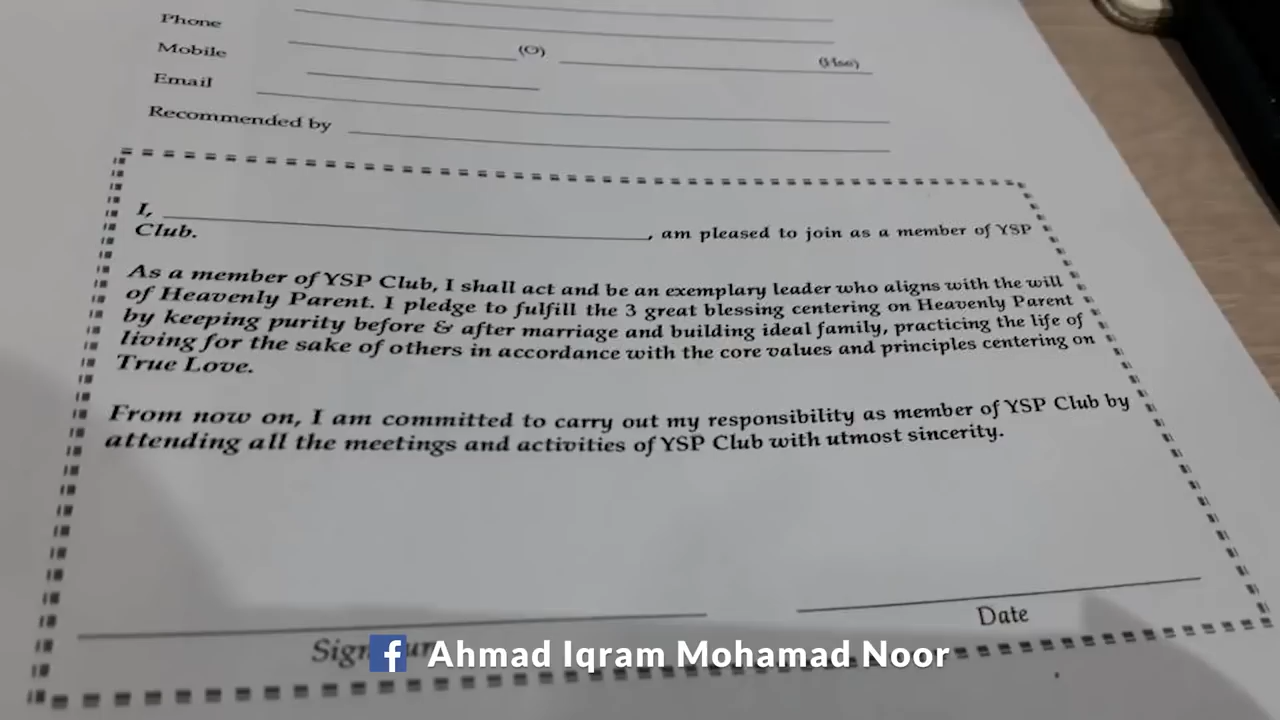 Phone
Mobile (O) (Hse)
Email
Recommended by
I, , am pleased to join as a member of YSP
Club.
As a member of YSP Club, I shall act and be an exemplary leader who aligns with the will
of Heavenly Parent. I pledge to fulfill the 3 great blessing centering on Heavenly Parent
by keeping purity before & after marriage and building ideal family, practicing the life of
living for the sake of others in accordance with the core values and principles centering on
True Love.
From now on, I am committed to carry out my responsibility as member of YSP Club by
attending all the meetings and activities of YSP Club with utmost sincerity.
Date
Ahmad Iqram Mohamad Noor